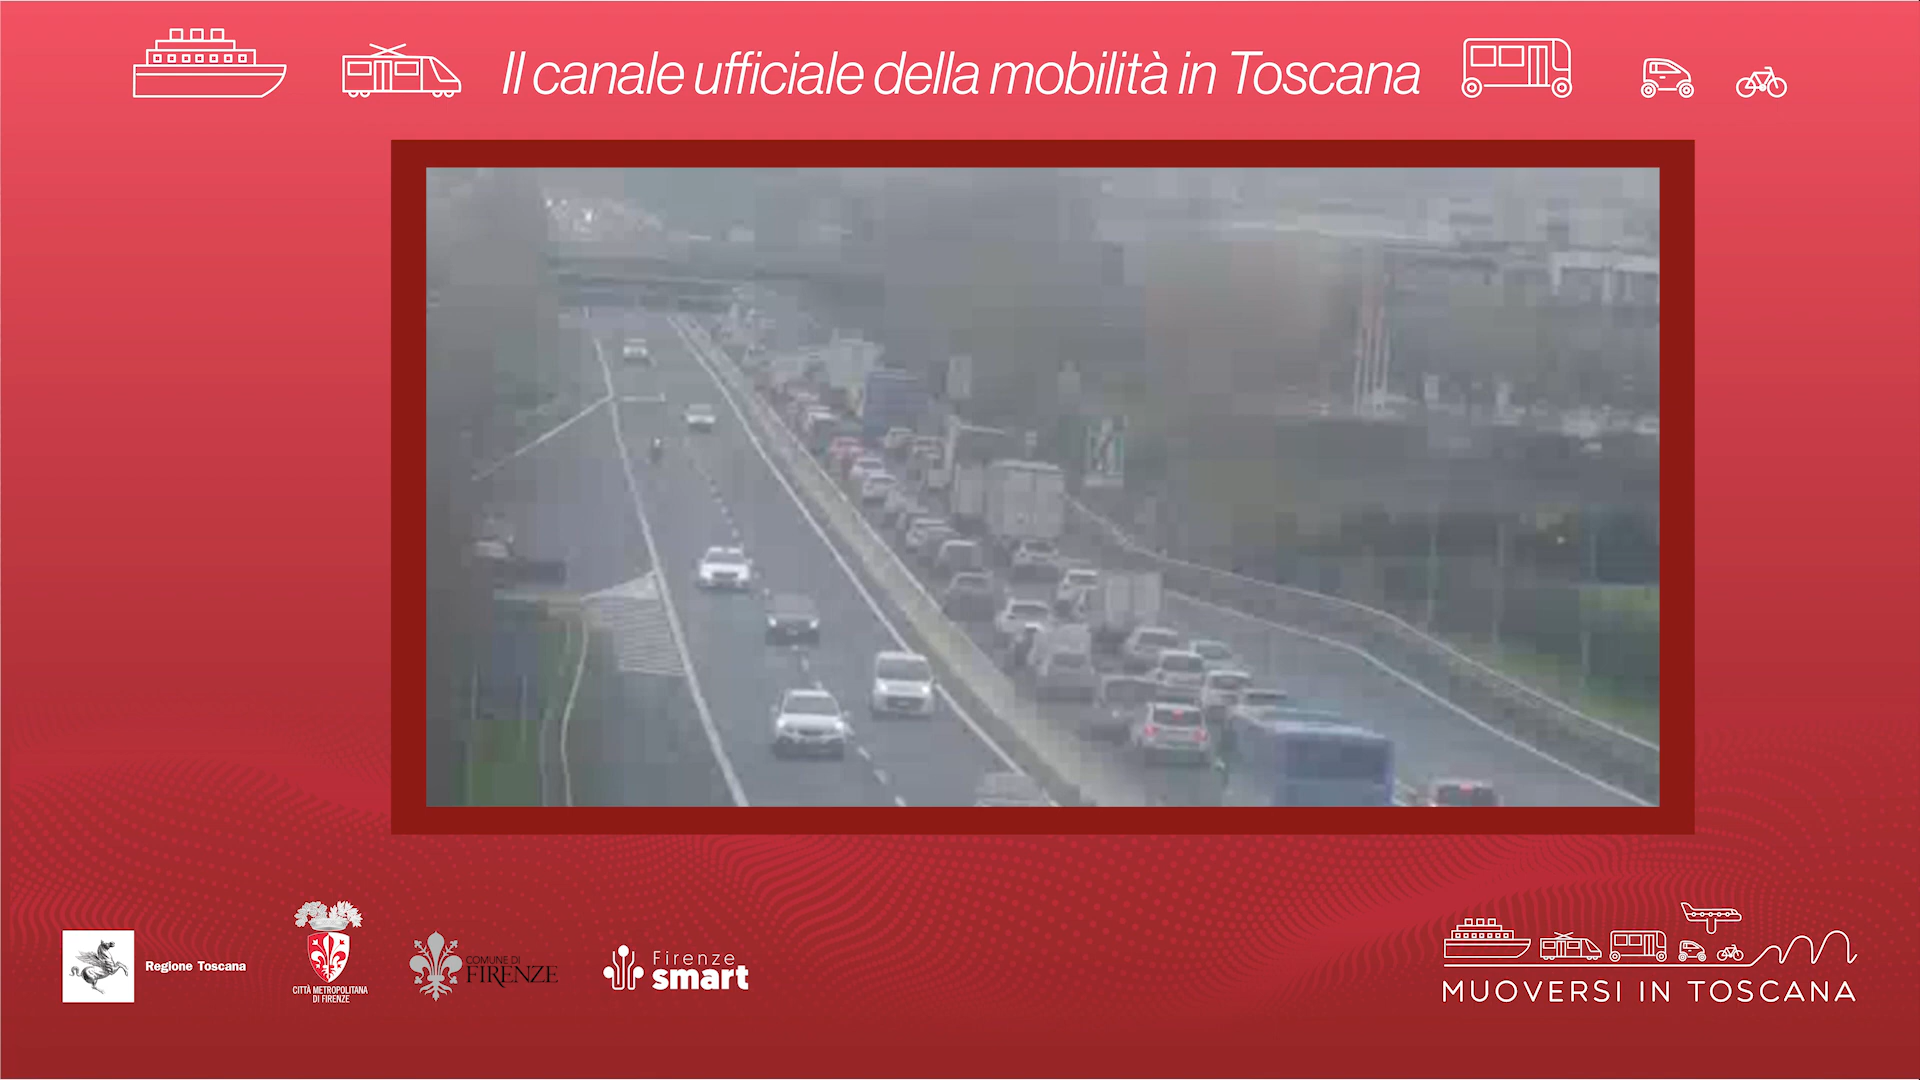 Il canale ufficiale della mobilità in Toscana
Regione Toscana
CITTÀ METROPOLITANA
DI FIRENZE
COMUNE DI
FIRENZE
Firenze
smart
MUOVERSI IN TOSCANA